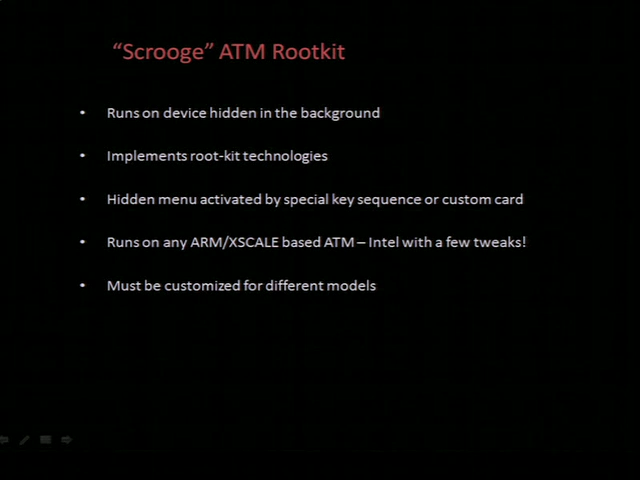 “Scrooge” ATM Rootkit
• Runs on device hidden in the background
• Implements root-kit technologies
• Hidden menu activated by special key sequence or custom card
• Runs on any ARM/XSCALE based ATM – Intel with a few tweaks!
• Must be customized for different models